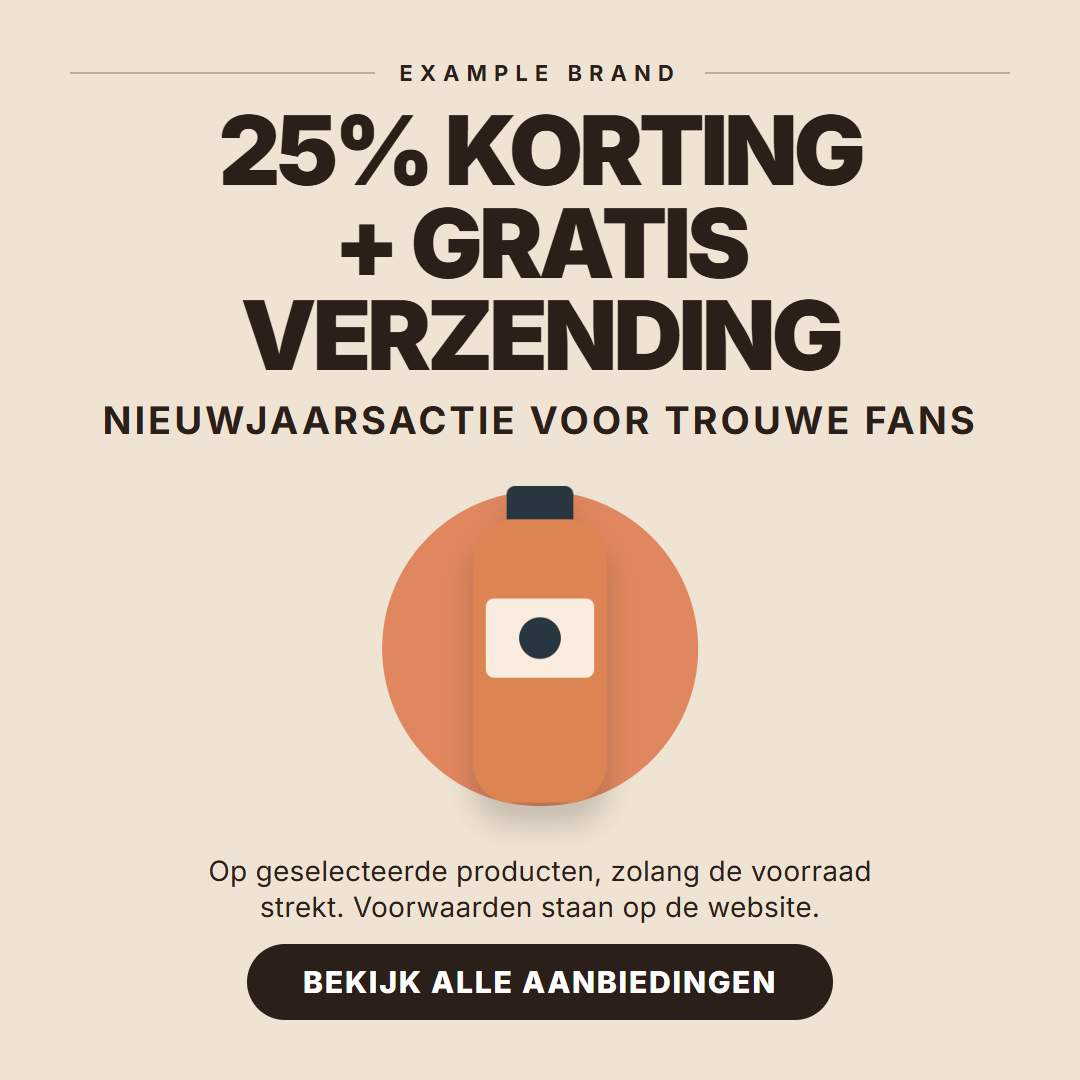 EXAMPLE BRAND
25% KORTING
+ GRATIS
VERZENDING
NIEUWJAARSACTIE VOOR TROUWE FANS
Op geselecteerde producten, zolang de voorraad
strekt. Voorwaarden staan op de website.
BEKIJK ALLE AANBIEDINGEN